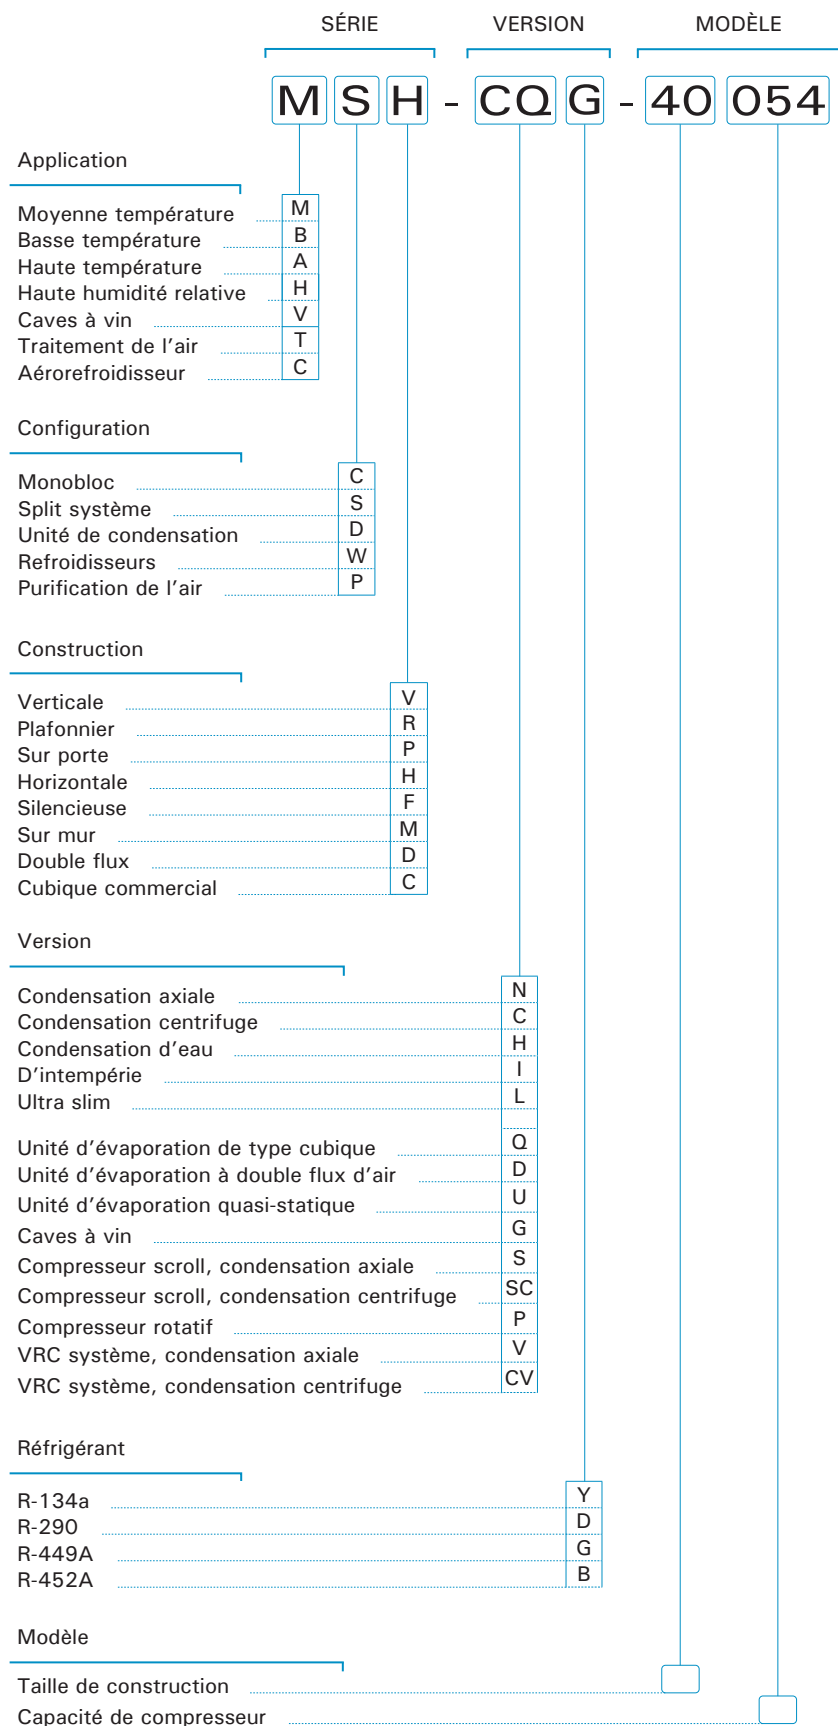 SÉRIE VERSION MODÈLE
M S H - CQ G - 40 054
Application
Moyenne température M
Basse température B
Haute température A
Haute humidité relative H
Caves à vin V
Traitement de l’air T
Aérorefroidisseur C
Configuration
Monobloc C
Split système S
Unité de condensation D
Refroidisseurs W
Purification de l’air P
Construction
Verticale V
Plafonnier R
Sur porte P
Horizontale H
Silencieuse F
Sur mur M
Double flux D
Cubique commercial C
Version
Condensation axiale N
Condensation centrifuge C
Condensation d’eau H
D’intempérie I
Ultra slim L
Unité d’évaporation de type cubique Q
Unité d’évaporation à double flux d’air D
Unité d’évaporation quasi-statique U
Caves à vin G
Compresseur scroll, condensation axiale S
Compresseur scroll, condensation centrifuge SC
Compresseur rotatif P
VRC système, condensation axiale V
VRC système, condensation centrifuge CV
Réfrigérant
R-134a Y
R-290 D
R-449A G
R-452A B
Modèle
Taille de construction
Capacité de compresseur